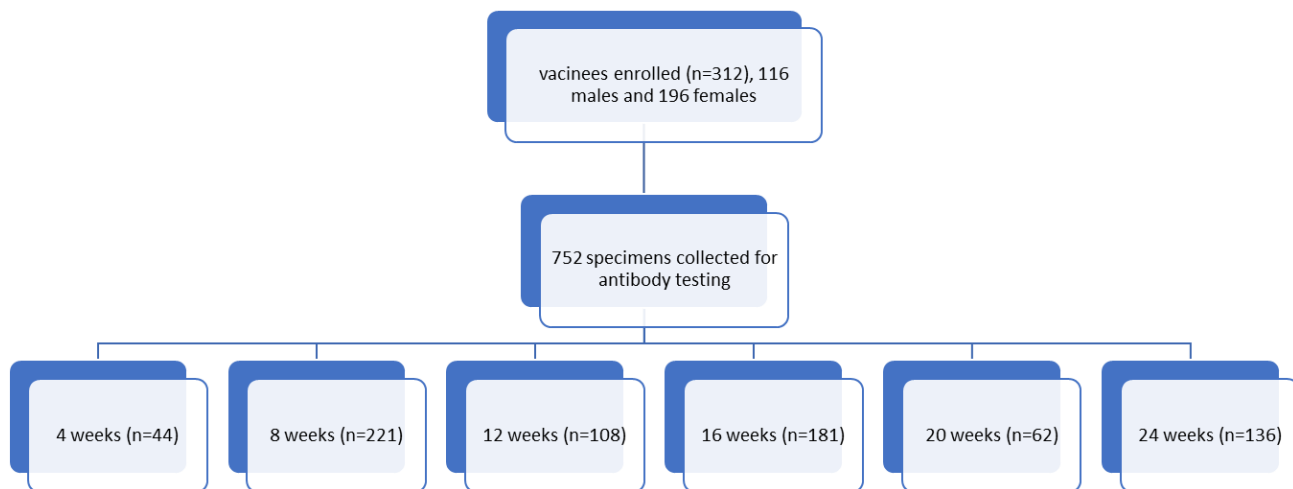 vacinees enrolled (n=312), 116
males and 196 females
752 specimens collected for
antibody testing
4 weeks (n=44)
8 weeks (n=221)
12 weeks (n=108)
16 weeks (n=181)
20 weeks (n=62)
24 weeks (n=136)